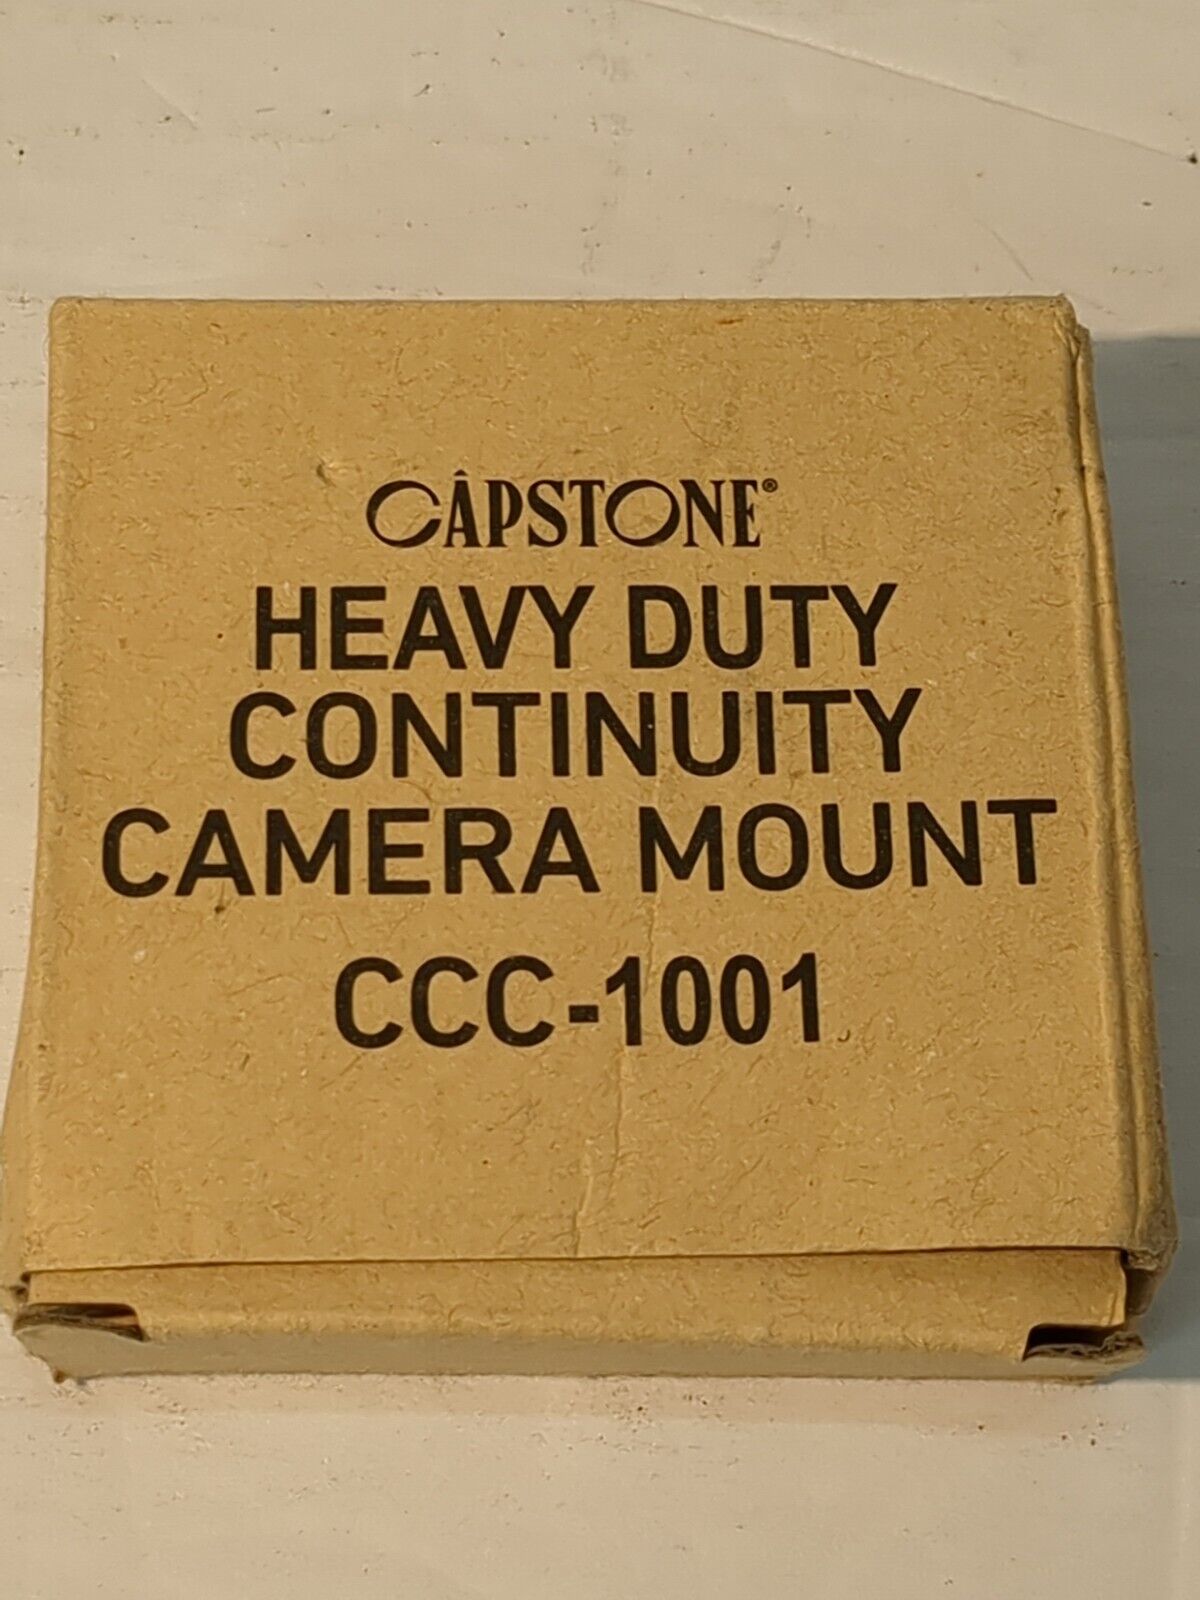 CÂPSTONE®
HEAVY DUTY
CONTINUITY
CAMERA MOUNT
CCC-1001